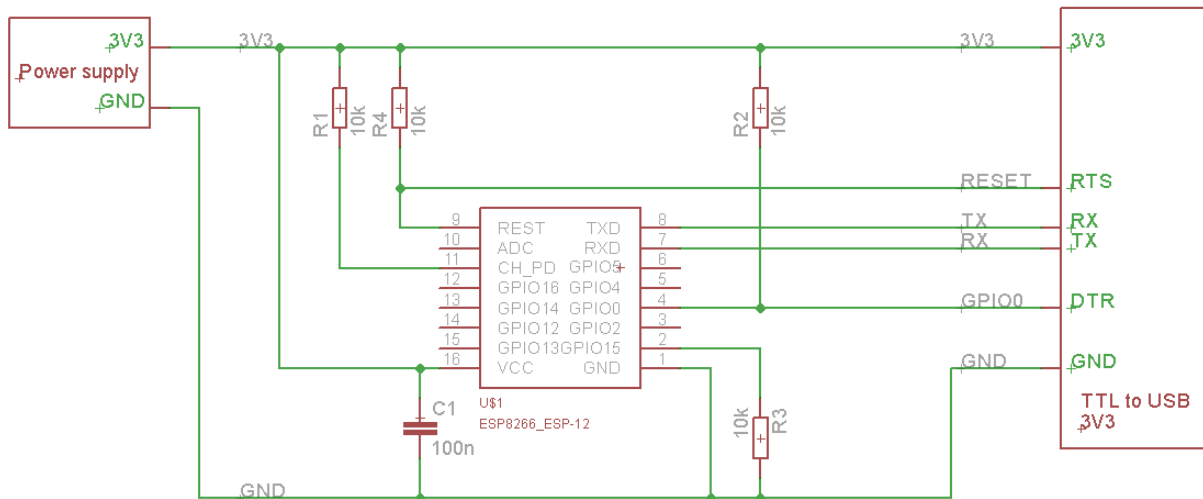 3V3
Power supply
GND
3V3
R1
10k
R4
10k
R2
10k
3V3
3V3
RESET
RTS
TX
RX
RX
TX
GPIO0
DTR
GND
GND
TTL to USB
3V3
9
REST
TXD
8
10
ADC
7
RXD
11
CH_PD
GPIO5
6
12
GPIO16
GPIO4
5
13
GPIO14
GPIO0
4
14
GPIO12
GPIO2
3
15
GPIO13
GPIO15
2
16
VCC
GND
1
U$1
ESP8266_ESP-12
C1
100n
10k
R3
GND